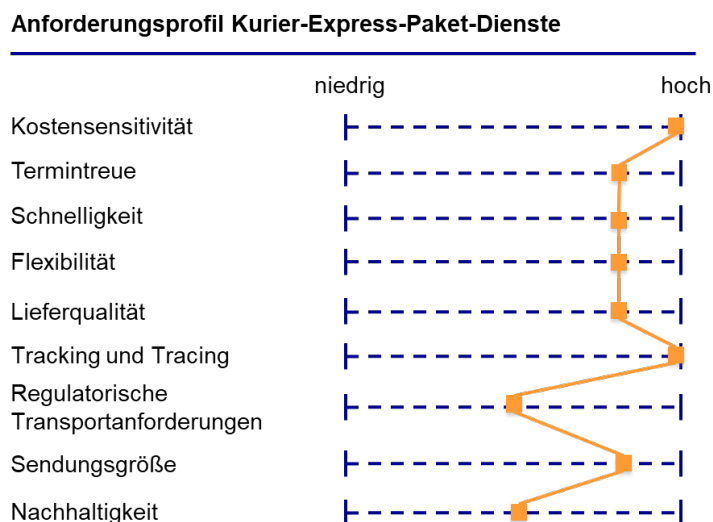 Anforderungsprofil Kurier-Express-Paket-Dienste
niedrig hoch
Kostensensitivität
Termintreue
Schnelligkeit
Flexibilität
Lieferqualität
Tracking und Tracing
Regulatorische
Transportanforderungen
Sendungsgröße
Nachhaltigkeit